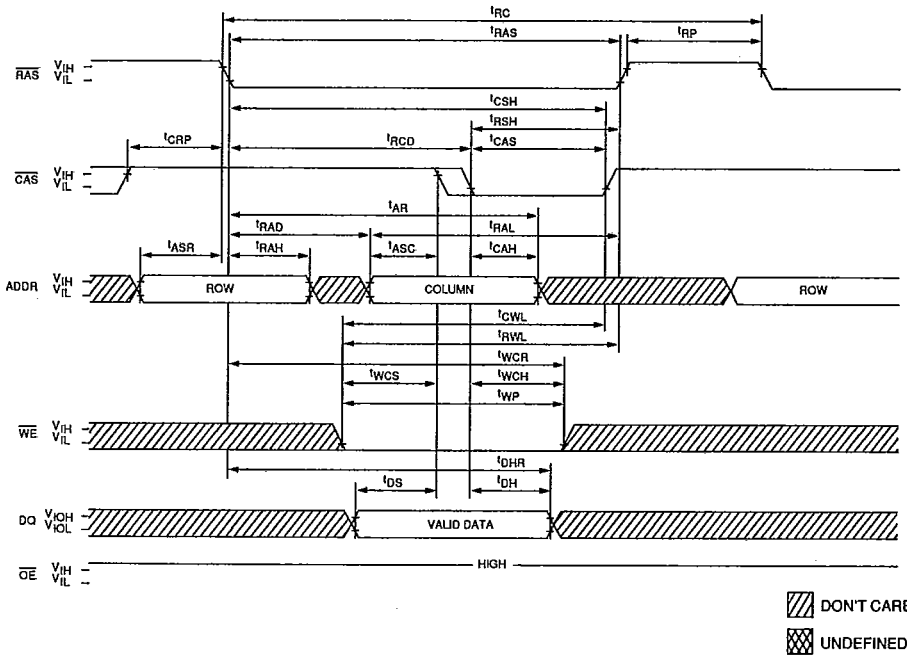 tRC
tRAS
tRP
RAS VIH VIL
tCSH
tRSH
tCRP
tRCD
tCAS
CAS VIH VIL
tAR
tRAD
tRAL
tASR
tRAH
tASC
tCAH
ADDR VIH VIL
ROW
COLUMN
ROW
tCWL
tRWL
tWCR
tWCS
tWCH
tWP
WE VIH VIL
tDHR
tDS
tDH
DQ VIOH VIOL
VALID DATA
OE VIH VIL
HIGH
DON'T CARE
UNDEFINED